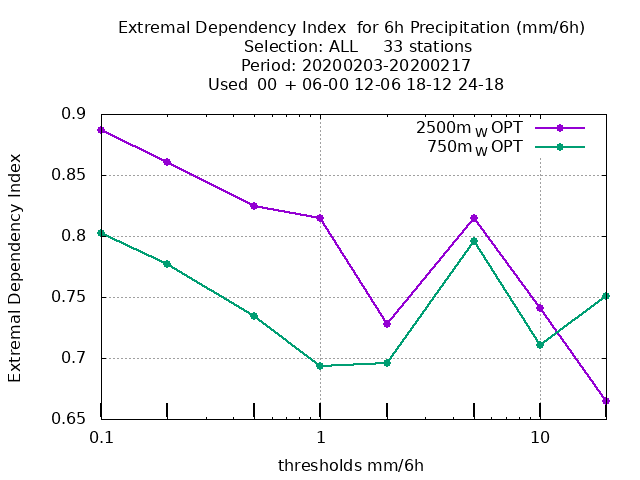 Extremal Dependency Index  for 6h Precipitation (mm/6h)
Selection: ALL     33 stations
Period: 20200203-20200217
Used  00  + 06-00 12-06 18-12 24-18
2500m W OPT
750m W OPT
Extremal Dependency Index
0.9
0.85
0.8
0.75
0.7
0.65
0.1 1 10
thresholds mm/6h